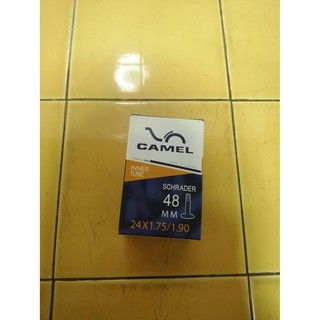 CAMEL
INNER
TUBE
SCHRADER
48
MM
24X1.75/1.90